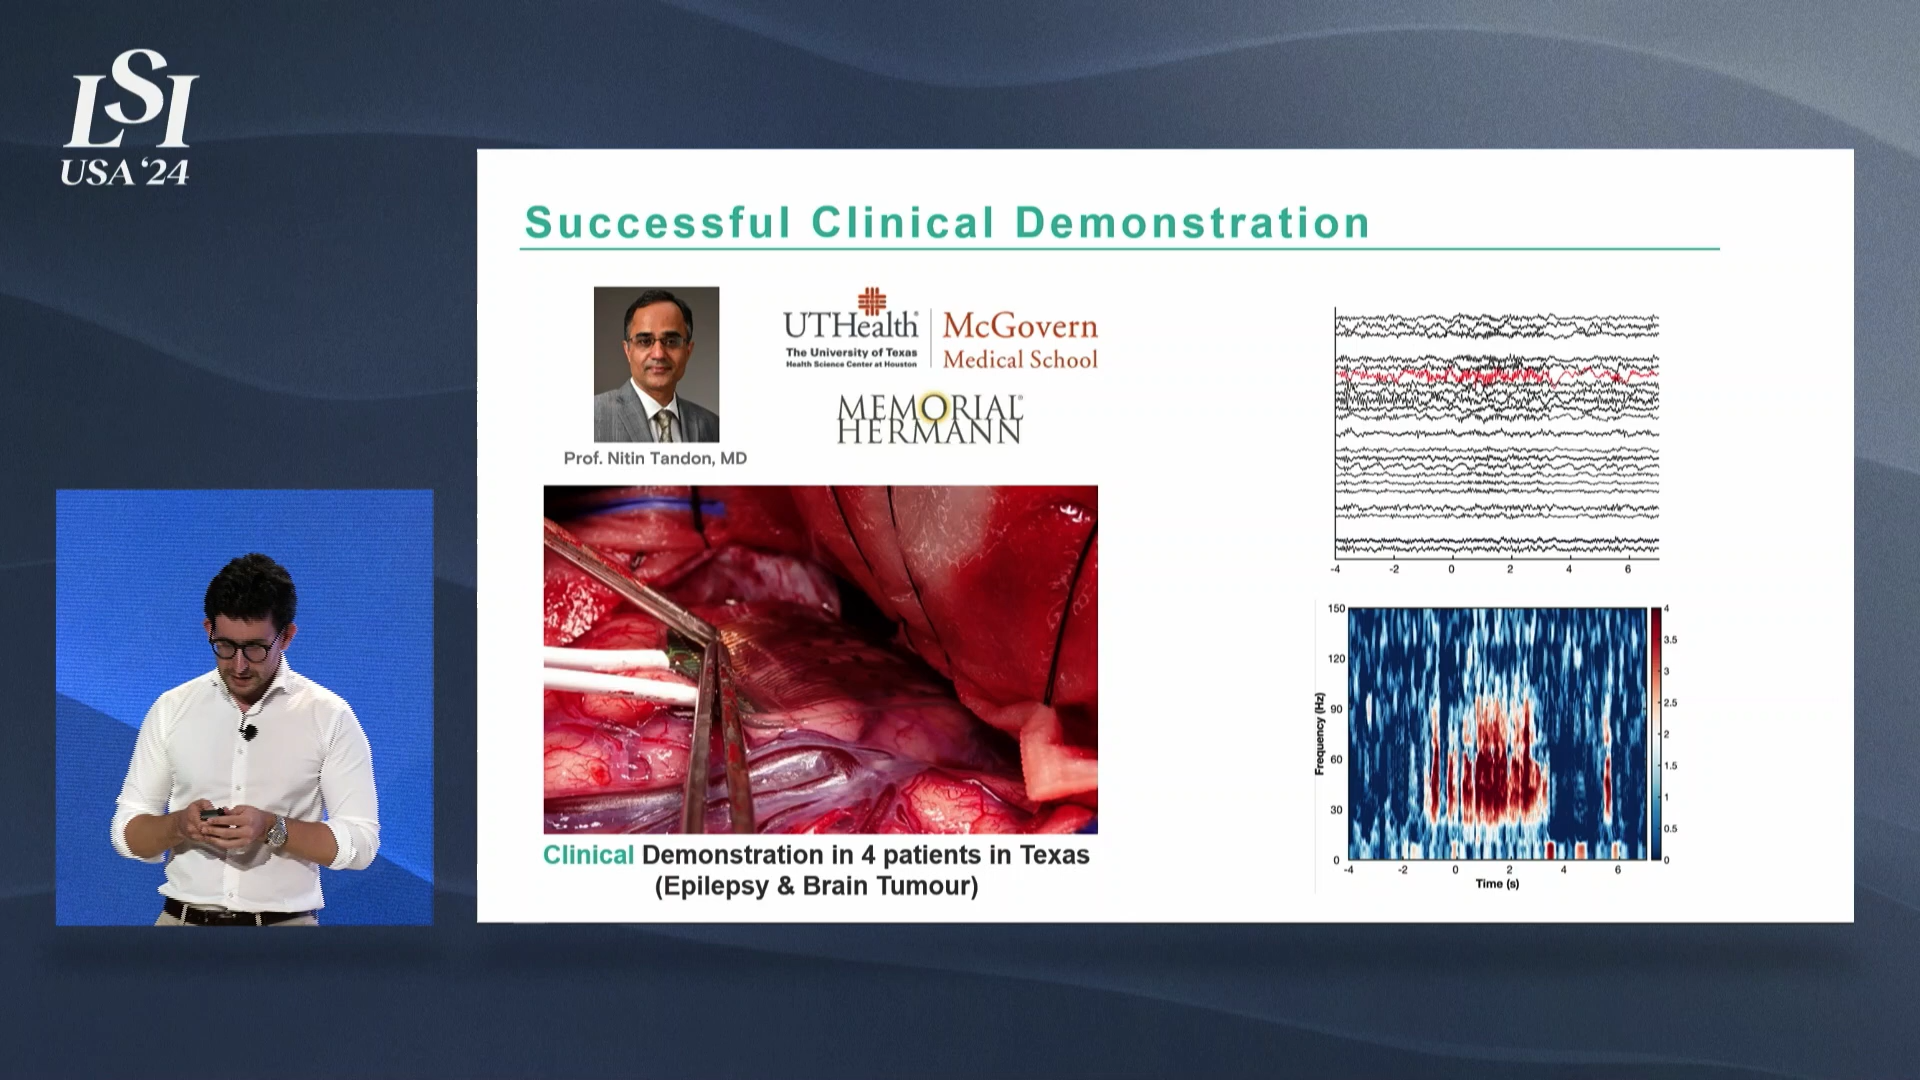 LSI
USA '24
Successful Clinical Demonstration
Prof. Nitin Tandon, MD
UTHealth®
The University of Texas
Health Science Center at Houston
McGovern
Medical School
MEMORIAL®
HERMANN
Clinical Demonstration in 4 patients in Texas
(Epilepsy & Brain Tumour)
-4 -2 0 2 4 6
150
120
90
60
30
0
Frequency (Hz)
-4 -2 0 2 4 6
Time (s)
4
3.5
3
2.5
2
1.5
1
0.5
0